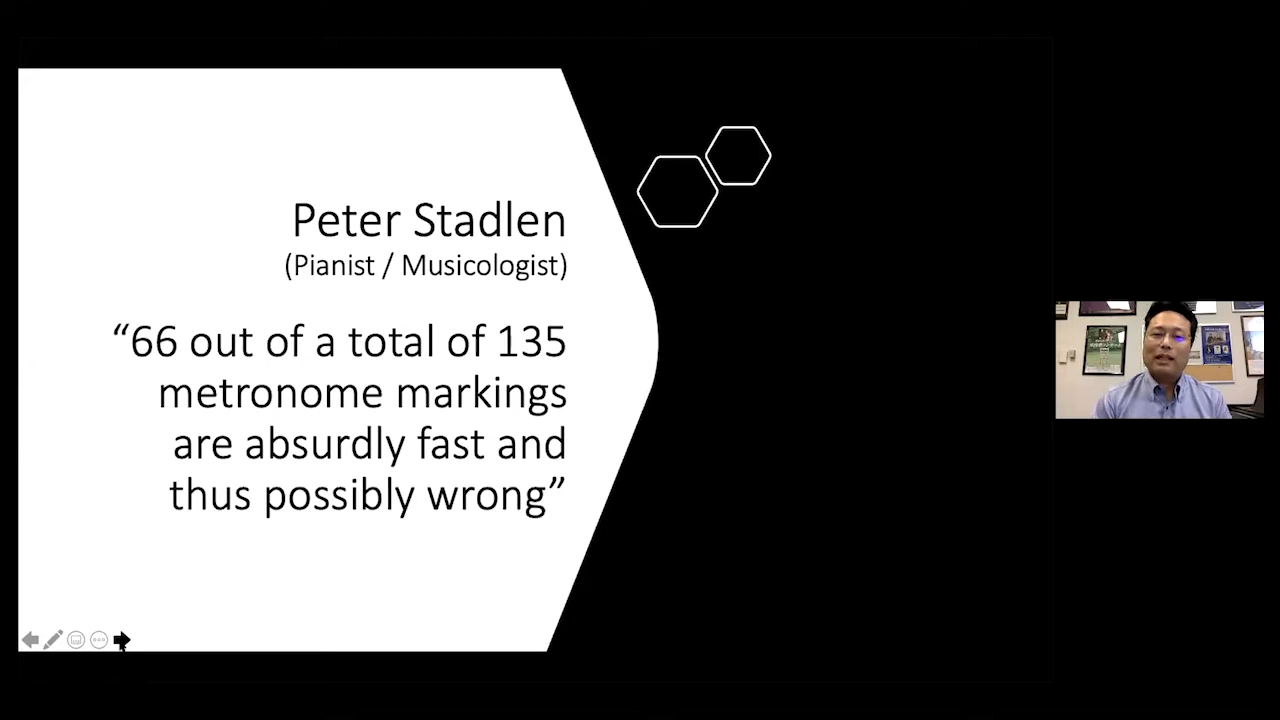 Peter Stadlen
(Pianist / Musicologist)
“66 out of a total of 135
metronome markings
are absurdly fast and
thus possibly wrong”